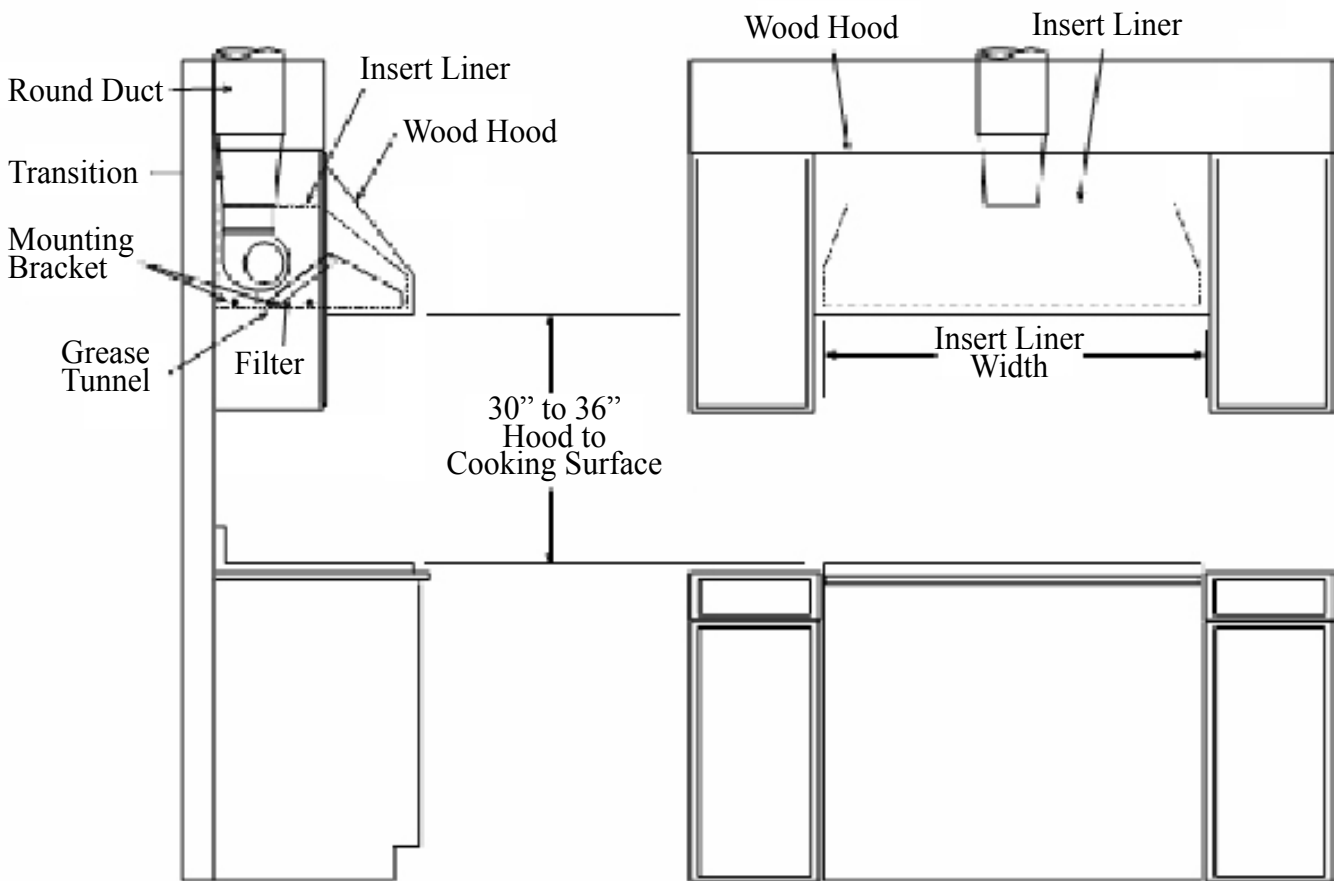 Round Duct
Transition
Mounting
Bracket
Grease
Tunnel
Filter
Insert Liner
Wood Hood
30” to 36”
Hood to
Cooking Surface
Wood Hood
Insert Liner
Insert Liner
Width